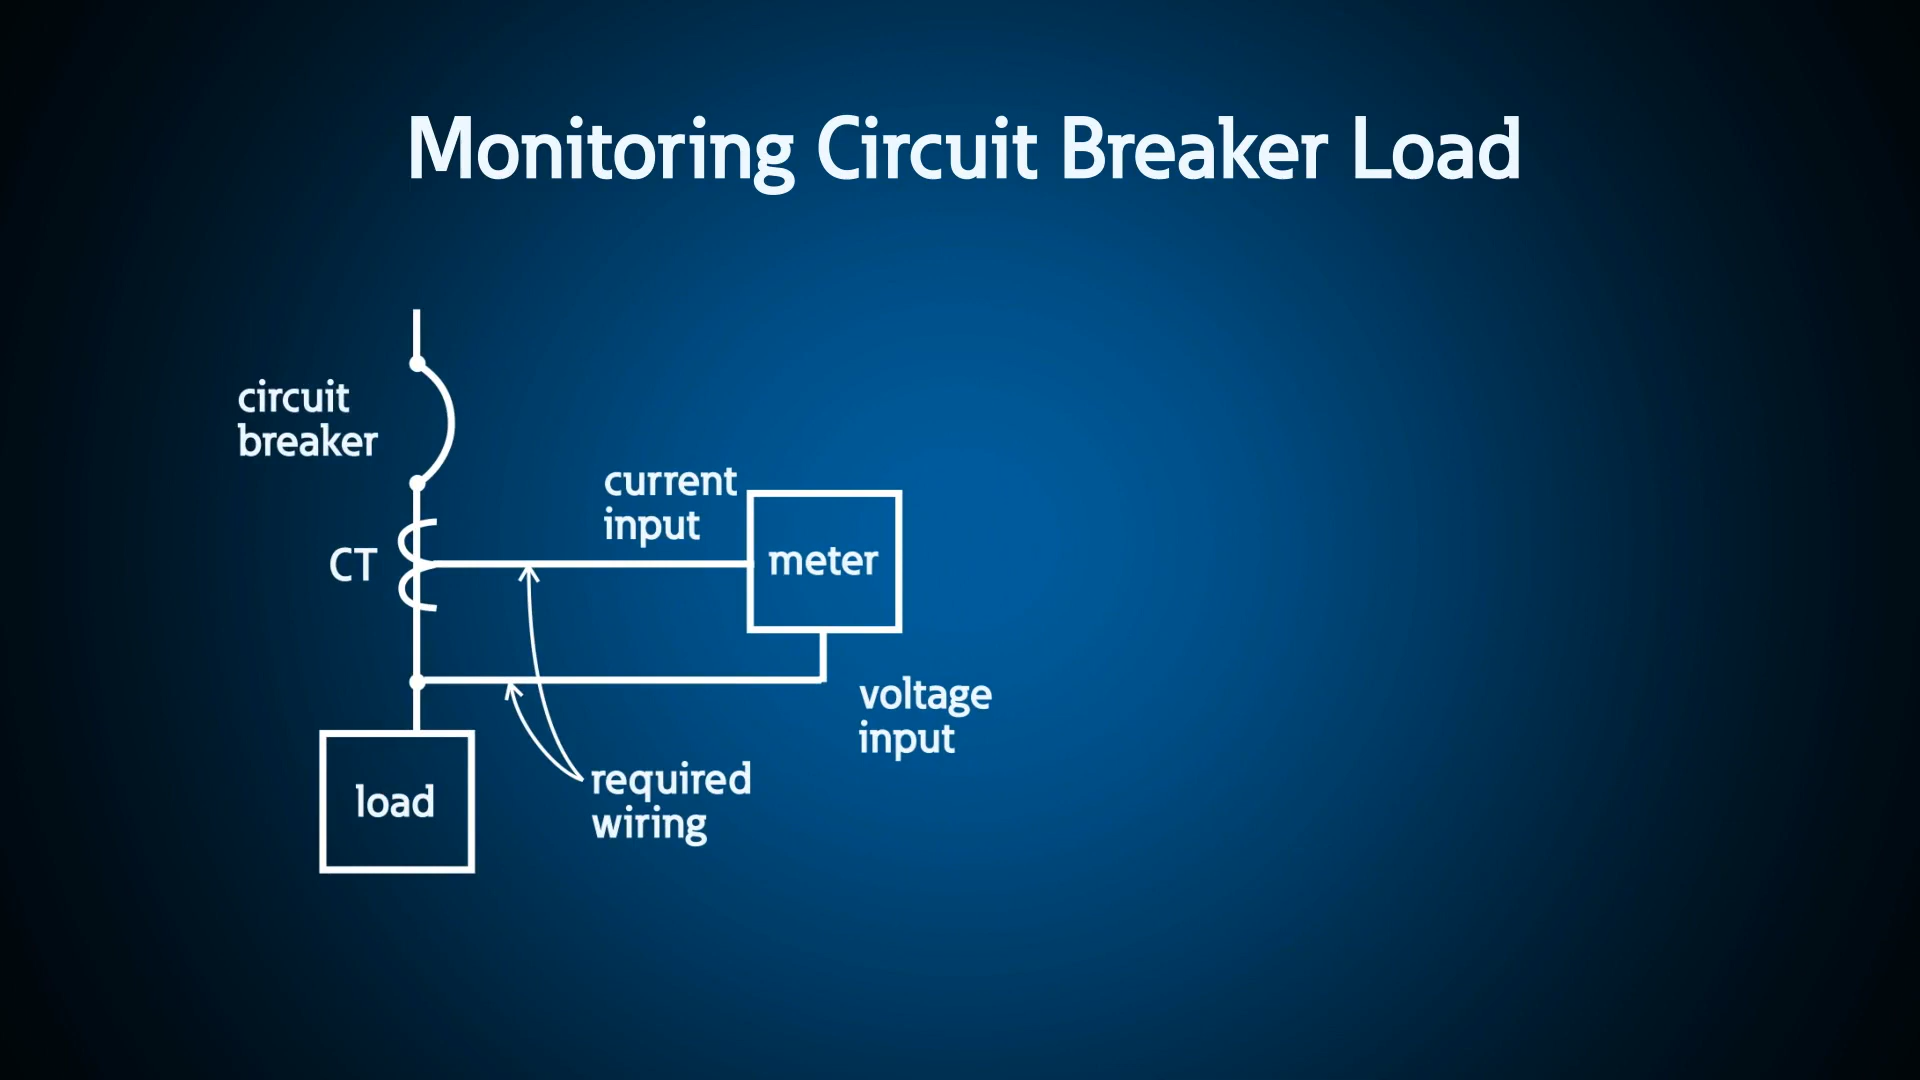 Monitoring Circuit Breaker Load
circuit
breaker
current
input
CT
meter
voltage
input
required
wiring
load